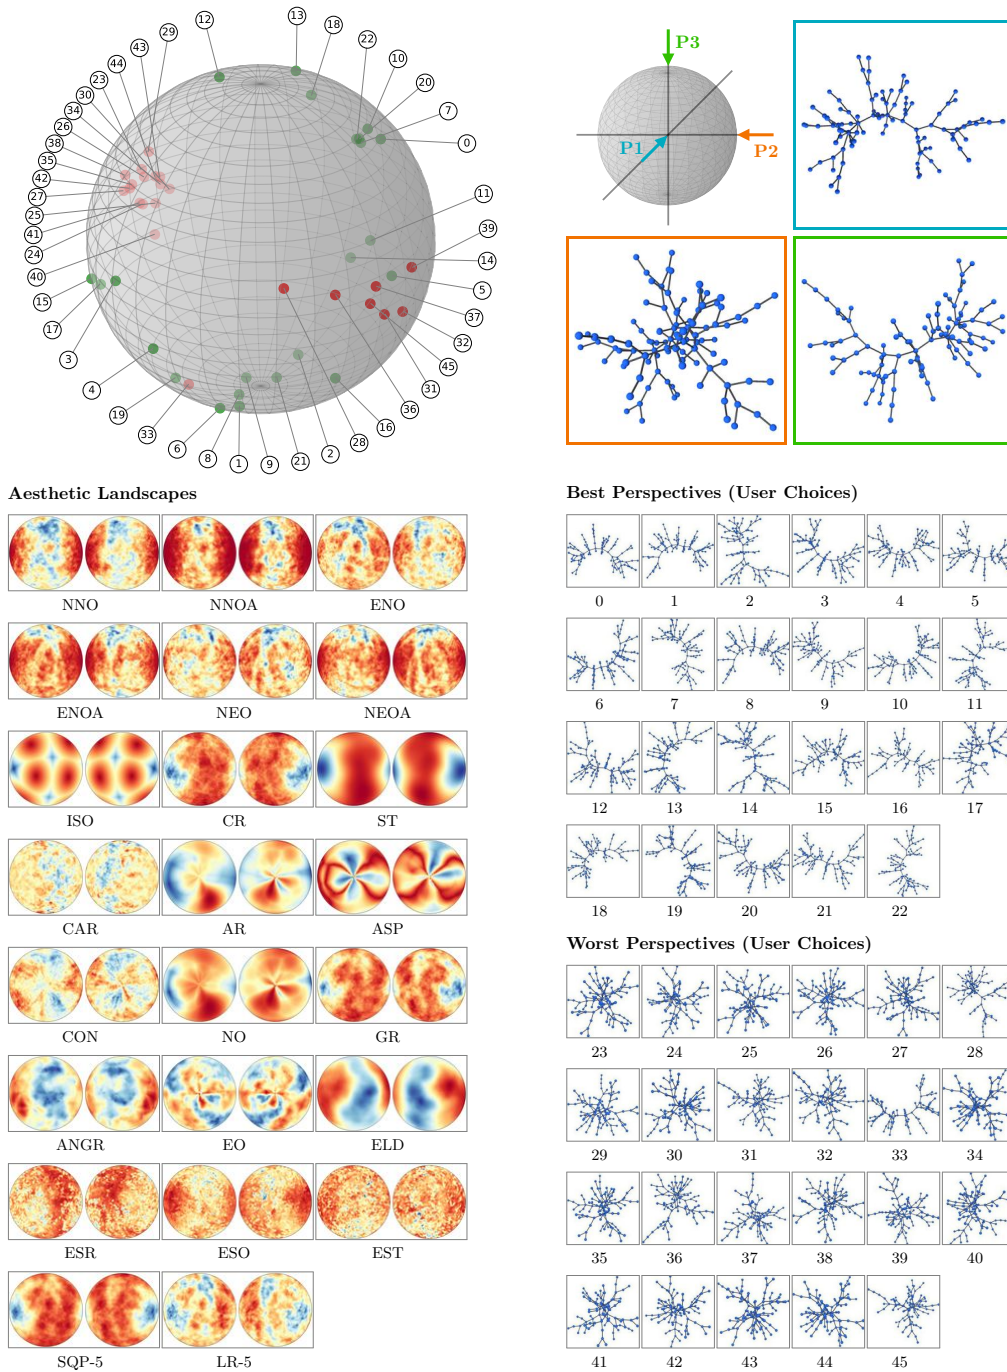 12
13
18
29
43
22
44
10
23
30
20
34
7
26
0
38
35
42
27
25
11
41
39
24
14
40
15
5
17
37
3
32
4
45
19
31
33
36
6
16
8
28
1
9
21
2
P3
P1
P2
Aesthetic Landscapes
NNO NNOA ENO
ENOA NEO NEOA
ISO CR ST
CAR AR ASP
CON NO GR
ANGR EO ELD
ESR ESO EST
SQP-5 LR-5
Best Perspectives (User Choices)
0 1 2 3 4 5
6 7 8 9 10 11
12 13 14 15 16 17
18 19 20 21 22
Worst Perspectives (User Choices)
23 24 25 26 27 28
29 30 31 32 33 34
35 36 37 38 39 40
41 42 43 44 45